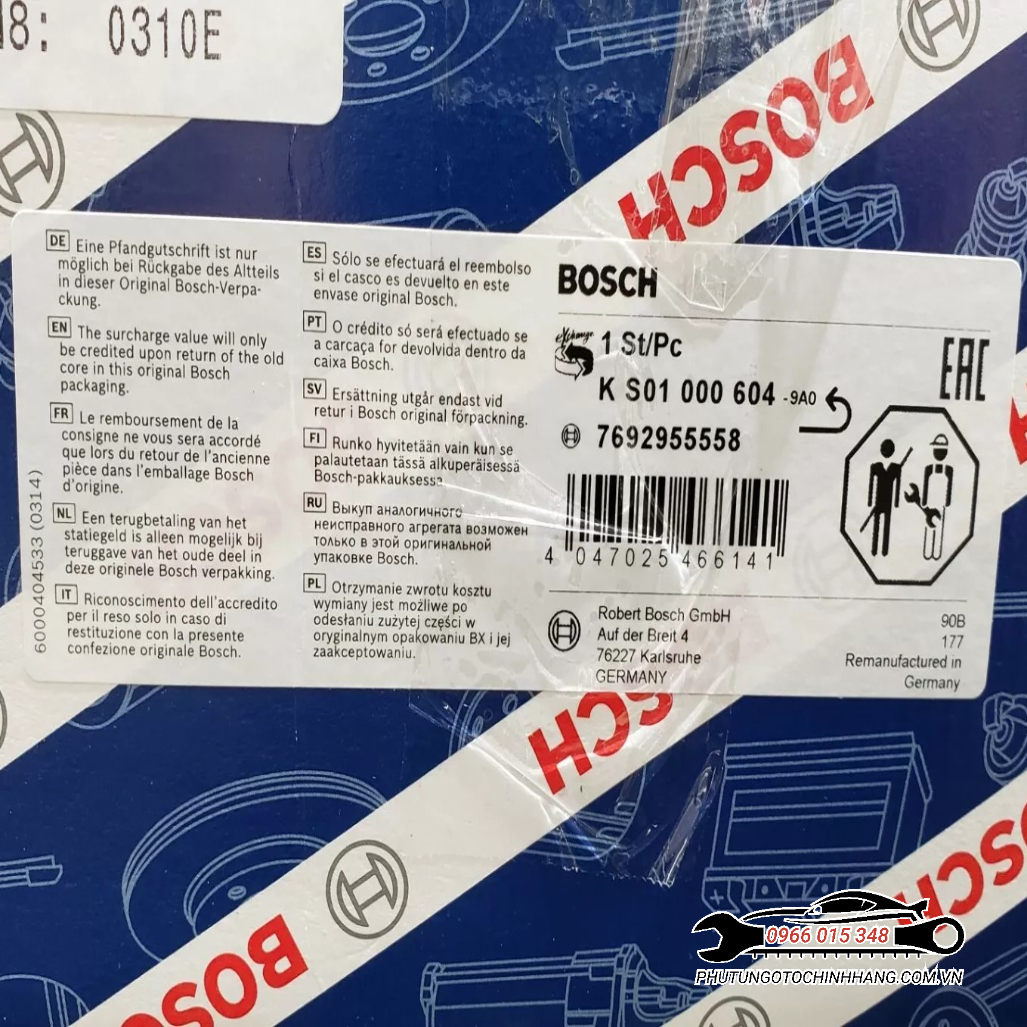 N8: 0310E
BOSCH
DE Eine Pfandgutschrift ist nur
möglich bei Rückgabe des Altteils
in dieser Original Bosch-Verpa-
ckung.
EN The surcharge value will only
be credited upon return of the old
core in this original Bosch
packaging.
FR Le remboursement de la
consigne ne vous sera accordé
que lors du retour de l'ancienne
pièce dans l'emballage Bosch
d'origine.
NL Een terugbetaling van het
statiegeld is alleen mogelijk bij
teruggave van het oude deel in
deze originele Bosch verpakking.
IT Riconoscimento dell'accredito
per il reso solo in caso di
restituzione con la presente
confezione originale Bosch.
6000404533 (0314)
ES Sólo se efectuará el reembolso
si el casco es devuelto en este
envase original Bosch.
PT O crédito só será efectuado se
a carcaça for devolvida dentro da
caixa Bosch.
SV Ersättning utgår endast vid
retur i Bosch original förpackning.
FI Runko hyvitetään vain kun se
palautetaan tässä alkuperäisessä
Bosch-pakkauksessa
RU Выкуп аналогичного
неисправного агрегата возможен
только в этой оригинальной
упаковке Bosch.
PL Otrzymanie zwrotu kosztu
wymiany jest możliwe po
odesłaniu zużytej części w
oryginalnym opakowaniu BX i jej
zaakceptowaniu.
BOSCH
eXchange
1 St/Pc
K S01 000 604 -9A0
7692955558
4 047025 466141
EAC
Robert Bosch GmbH
Auf der Breit 4
76227 Karlsruhe
GERMANY
90B
177
Remanufactured in
Germany
BOSCH
BOSCH
BOSCH
0966 015 348
PHUTUNGOTOCHINHHANG.COM.VN